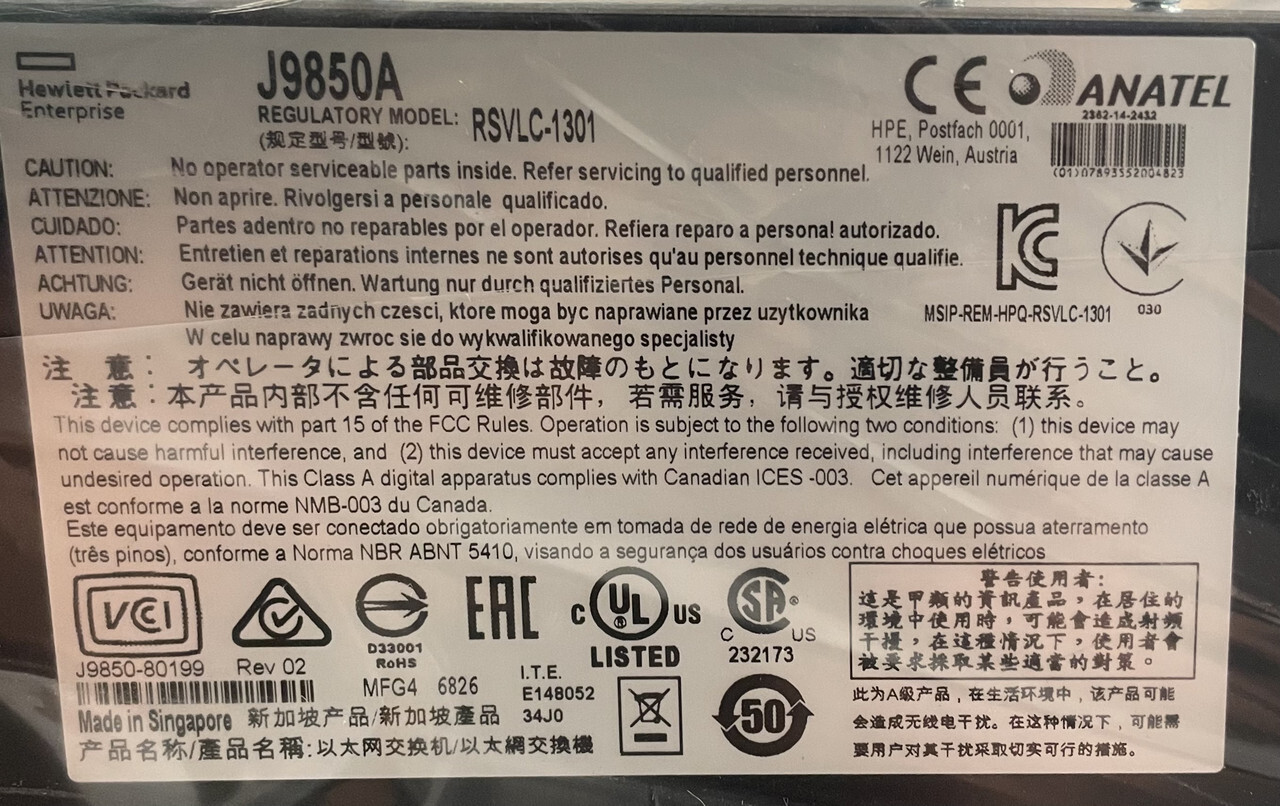 Hewlett Packard
Enterprise
J9850A
REGULATORY MODEL: RSVLC-1301
(规定型号/型號):
CE
ANATEL
2362-14-2432
HPE, Postfach 0001,
1122 Wein, Austria
(01)07893552004823
CAUTION: No operator serviceable parts inside. Refer servicing to qualified personnel.
ATTENZIONE: Non aprire. Rivolgersi a personale qualificado.
CUIDADO: Partes adentro no reparables por el operador. Refiera reparo a personal autorizado.
ATTENTION: Entretien et reparations internes ne sont autorises qu'au personnel technique qualifie.
ACHTUNG: Gerät nicht öffnen. Wartung nur durch qualifiziertes Personal.
UWAGA: Nie zawiera zadnych czesci, ktore moga byc naprawiane przez uzytkownika
W celu naprawy zwroc sie do wykwalifikowanego specjalisty
MSIP-REM-HPQ-RSVLC-1301
030
注 意: オペレータによる部品交換は故障のもとになります。適切な整備員が行うこと。
注意:本产品内部不含任何可维修部件,若需服务,请与授权维修人员联系。
This device complies with part 15 of the FCC Rules. Operation is subject to the following two conditions: (1) this device may
not cause harmful interference, and (2) this device must accept any interference received, including interference that may cause
undesired operation. This Class A digital apparatus complies with Canadian ICES -003. Cet appareil numérique de la classe A
est conforme a la norme NMB-003 du Canada.
Este equipamento deve ser conectado obrigatoriamente em tomada de rede de energia elétrica que possua aterramento
(três pinos), conforme a Norma NBR ABNT 5410, visando a segurança dos usuários contra choques elétricos
VCCI
D33001
RoHS
EAC
C UL US
®
LISTED
SA®
C US
232173
J9850-80199 Rev 02
MFG4 6826
I.T.E.
E148052
34J0
50
Made in Singapore 新加坡产品/新加坡產品
产品名称/產品名稱:以太网交换机/以太網交換機
警告使用者:
這是甲類的資訊產品,在居住的
環境中使用時,可能會造成射頻
干擾,在這種情況下,使用者會
被要求採取某些適當的對策。
此为A级产品,在生活环境中,该产品可能
会造成无线电干扰。在这种情况下,可能需
要用户对其干扰采取切实可行的措施。